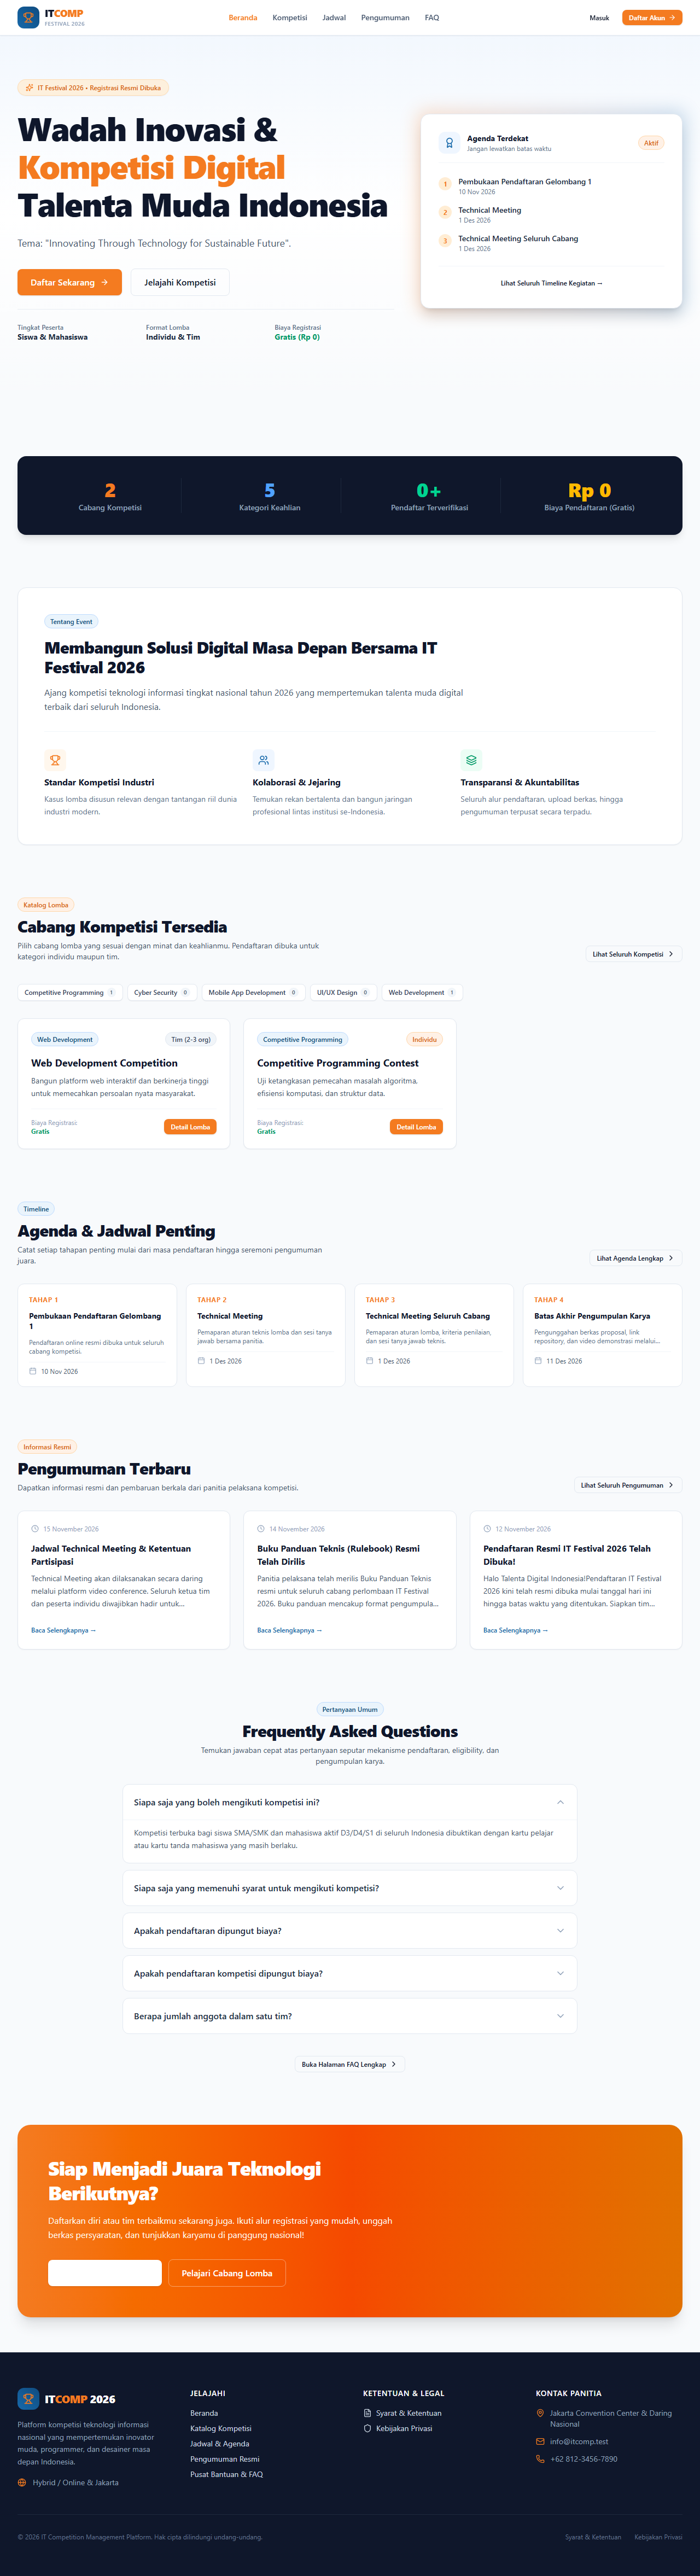 ITCOMP
FESTIVAL 2026
Beranda
Kompetisi
Jadwal
Pengumuman
FAQ
Masuk
Daftar Akun →
IT Festival 2026 • Registrasi Resmi Dibuka
Wadah Inovasi &
Kompetisi Digital
Talenta Muda Indonesia
Tema: "Innovating Through Technology for Sustainable Future".
Daftar Sekarang →
Jelajahi Kompetisi
Tingkat Peserta
Siswa & Mahasiswa
Format Lomba
Individu & Tim
Biaya Registrasi
Gratis (Rp 0)
Agenda Terdekat
Jangan lewatkan batas waktu
Aktif
1
Pembukaan Pendaftaran Gelombang 1
10 Nov 2026
2
Technical Meeting
1 Des 2026
3
Technical Meeting Seluruh Cabang
1 Des 2026
Lihat Seluruh Timeline Kegiatan →
2
Cabang Kompetisi
5
Kategori Keahlian
0+
Pendaftar Terverifikasi
Rp 0
Biaya Pendaftaran (Gratis)
Tentang Event
Membangun Solusi Digital Masa Depan Bersama IT
Festival 2026
Ajang kompetisi teknologi informasi tingkat nasional tahun 2026 yang mempertemukan talenta muda digital
terbaik dari seluruh Indonesia.
Standar Kompetisi Industri
Kasus lomba disusun relevan dengan tantangan riil dunia
industri modern.
Kolaborasi & Jejaring
Temukan rekan bertalenta dan bangun jaringan
profesional lintas institusi se-Indonesia.
Transparansi & Akuntabilitas
Seluruh alur pendaftaran, upload berkas, hingga
pengumuman terpusat secara terpadu.
Katalog Lomba
Cabang Kompetisi Tersedia
Pilih cabang lomba yang sesuai dengan minat dan keahlianmu. Pendaftaran dibuka untuk
kategori individu maupun tim.
Lihat Seluruh Kompetisi
Competitive Programming 1
Cyber Security 0
Mobile App Development 0
UI/UX Design 0
Web Development 1
Web Development
Tim (2-3 org)
Web Development Competition
Bangun platform web interaktif dan berkinerja tinggi
untuk memecahkan persoalan nyata masyarakat.
Biaya Registrasi:
Gratis
Detail Lomba
Competitive Programming
Individu
Competitive Programming Contest
Uji ketangkasan pemecahan masalah algoritma,
efisiensi komputasi, dan struktur data.
Biaya Registrasi:
Gratis
Detail Lomba
Timeline
Agenda & Jadwal Penting
Catat setiap tahapan penting mulai dari masa pendaftaran hingga seremoni pengumuman
juara.
Lihat Agenda Lengkap
TAHAP 1
Pembukaan Pendaftaran Gelombang
1
Pendaftaran online resmi dibuka untuk seluruh
cabang kompetisi.
10 Nov 2026
TAHAP 2
Technical Meeting
Pemaparan aturan teknis lomba dan sesi tanya
jawab bersama panitia.
1 Des 2026
TAHAP 3
Technical Meeting Seluruh Cabang
Pemaparan aturan lomba, kriteria penilaian,
dan sesi tanya jawab teknis.
1 Des 2026
TAHAP 4
Batas Akhir Pengumpulan Karya
Pengunggahan berkas proposal, link
repository, dan video demonstrasi melalui...
11 Des 2026
Informasi Resmi
Pengumuman Terbaru
Dapatkan informasi resmi dan pembaruan berkala dari panitia pelaksana kompetisi.
Lihat Seluruh Pengumuman
15 November 2026
Jadwal Technical Meeting & Ketentuan
Partisipasi
Technical Meeting akan dilaksanakan secara daring
melalui platform video conference. Seluruh ketua tim
dan peserta individu diwajibkan hadir untuk...
Baca Selengkapnya →
14 November 2026
Buku Panduan Teknis (Rulebook) Resmi
Telah Dirilis
Panitia pelaksana telah merilis Buku Panduan Teknis
resmi untuk seluruh cabang perlombaan IT Festival
2026. Buku panduan mencakup format pengumpula...
Baca Selengkapnya →
12 November 2026
Pendaftaran Resmi IT Festival 2026 Telah
Dibuka!
Halo Talenta Digital Indonesia!Pendaftaran IT Festival
2026 kini telah resmi dibuka mulai tanggal hari ini
hingga batas waktu yang ditentukan. Siapkan tim...
Baca Selengkapnya →
Pertanyaan Umum
Frequently Asked Questions
Temukan jawaban cepat atas pertanyaan seputar mekanisme pendaftaran, eligibility, dan
pengumpulan karya.
Siapa saja yang boleh mengikuti kompetisi ini?
Kompetisi terbuka bagi siswa SMA/SMK dan mahasiswa aktif D3/D4/S1 di seluruh Indonesia dibuktikan dengan kartu pelajar
atau kartu tanda mahasiswa yang masih berlaku.
Siapa saja yang memenuhi syarat untuk mengikuti kompetisi?
Apakah pendaftaran dipungut biaya?
Apakah pendaftaran kompetisi dipungut biaya?
Berapa jumlah anggota dalam satu tim?
Buka Halaman FAQ Lengkap
Siap Menjadi Juara Teknologi
Berikutnya?
Daftarkan diri atau tim terbaikmu sekarang juga. Ikuti alur registrasi yang mudah, unggah
berkas persyaratan, dan tunjukkan karyamu di panggung nasional!
Pelajari Cabang Lomba
ITCOMP 2026
Platform kompetisi teknologi informasi
nasional yang mempertemukan inovator
muda, programmer, dan desainer masa
depan Indonesia.
Hybrid / Online & Jakarta
JELAJAHI
Beranda
Katalog Kompetisi
Jadwal & Agenda
Pengumuman Resmi
Pusat Bantuan & FAQ
KETENTUAN & LEGAL
Syarat & Ketentuan
Kebijakan Privasi
KONTAK PANITIA
Jakarta Convention Center & Daring
Nasional
info@itcomp.test
+62 812-3456-7890
© 2026 IT Competition Management Platform. Hak cipta dilindungi undang-undang.
Syarat & Ketentuan
Kebijakan Privasi